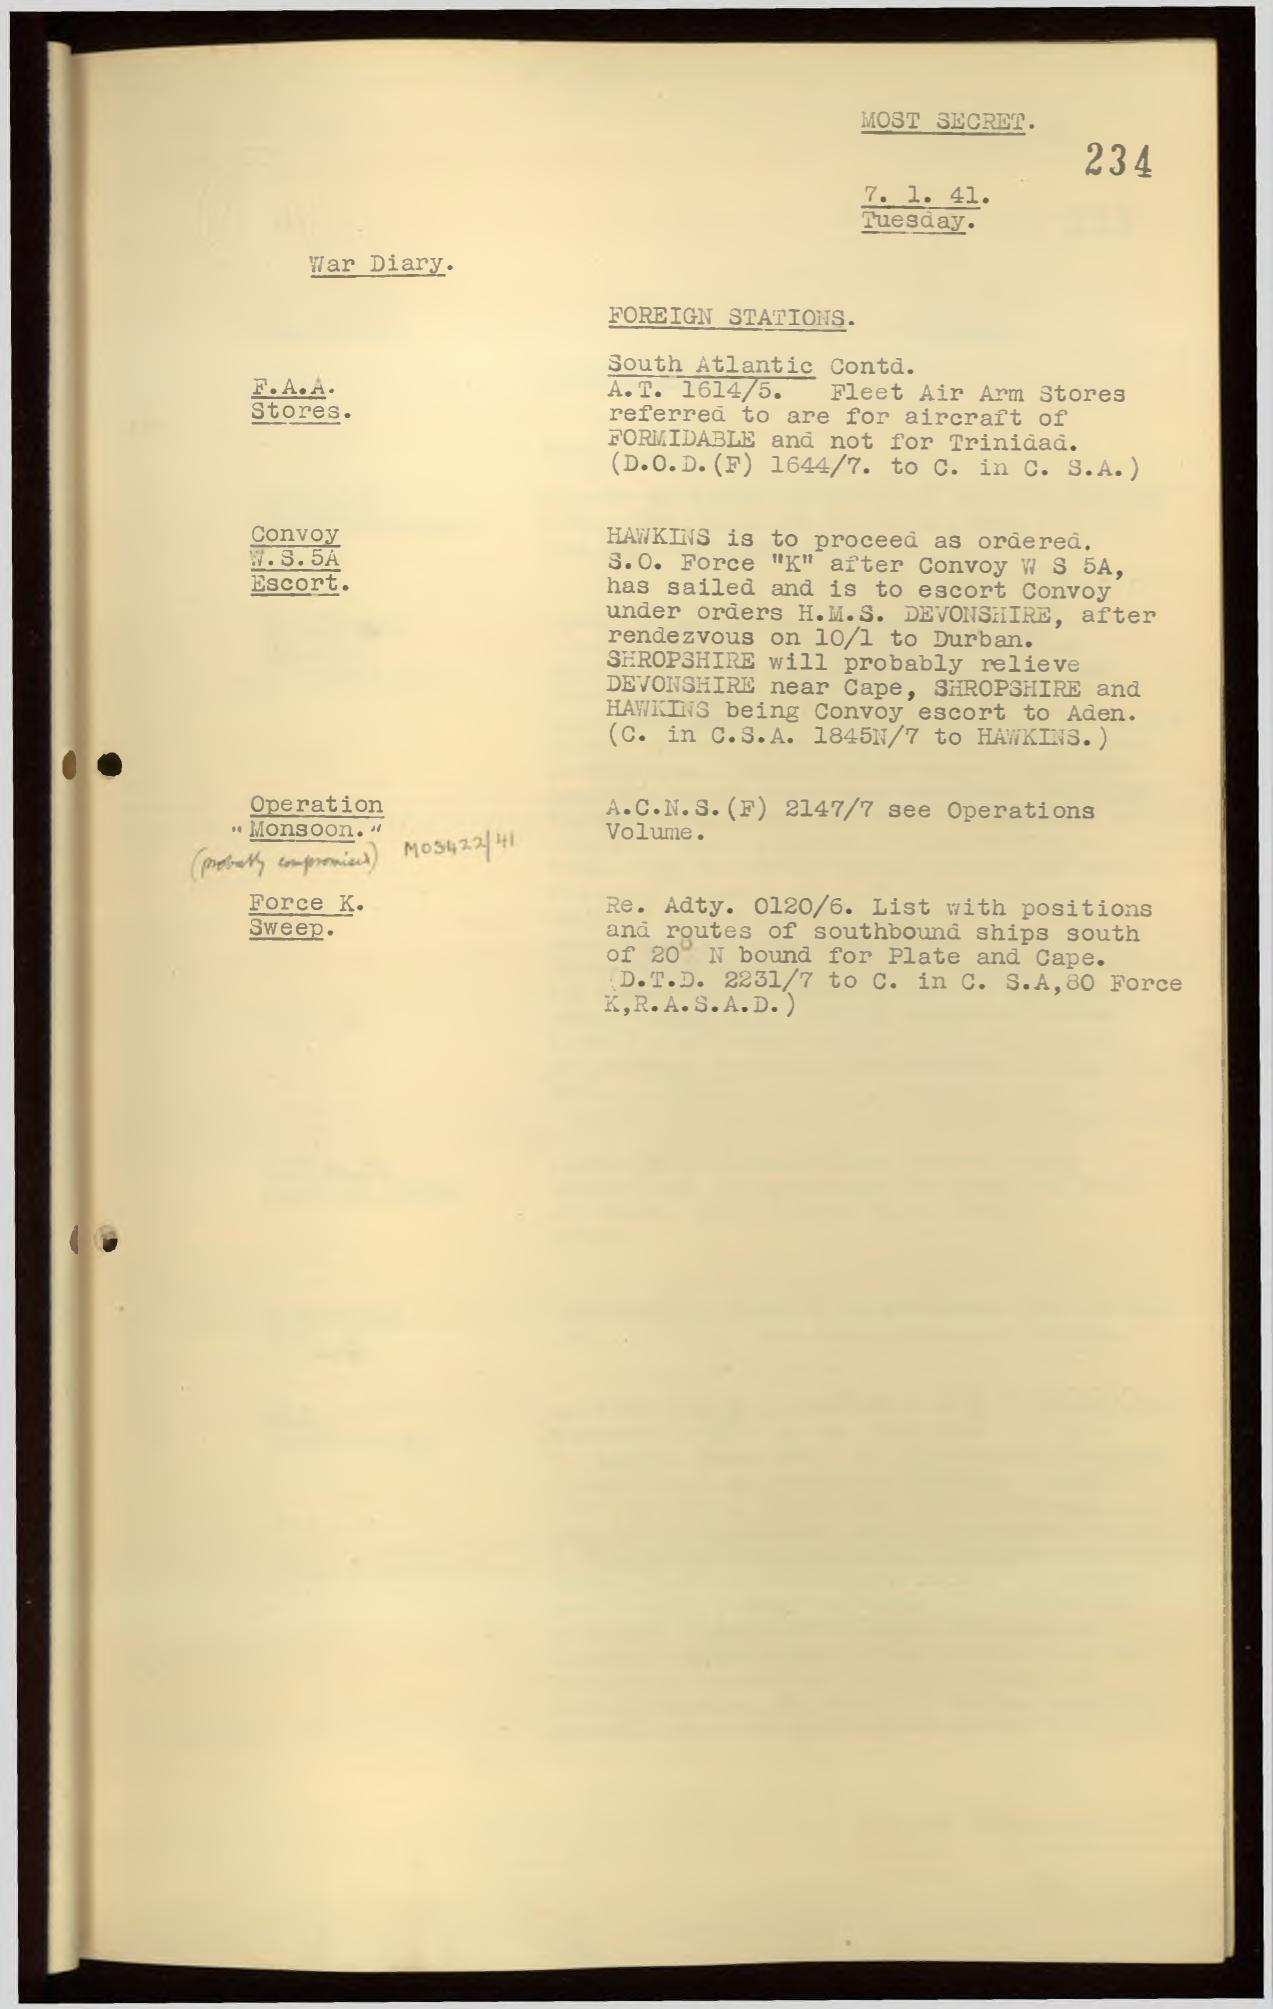 MOST SECRET.
234
7. 1. 41.
Tuesday.
War Diary.
FOREIGN STATIONS.
South Atlantic Contd.
F.A.A.
Stores.
A.T. 1614/5. Fleet Air Arm Stores
referred to are for aircraft of
FORMIDABLE and not for Trinidad.
(D.O.D.(F) 1644/7. to C. in C. S.A.)
Convoy
W.S.5A
Escort.
HAWKINS is to proceed as ordered.
S.O. Force "K" after Convoy W S 5A,
has sailed and is to escort Convoy
under orders H.M.S. DEVONSHIRE, after
rendezvous on 10/1 to Durban.
SHROPSHIRE will probably relieve
DEVONSHIRE near Cape, SHROPSHIRE and
HAWKINS being Convoy escort to Aden.
(C. in C.S.A. 1845N/7 to HAWKINS.)
Operation
"Monsoon."
(probably compromised) M03422/41
A.C.N.S.(F) 2147/7 see Operations
Volume.
Force K.
Sweep.
Re. Adty. 0120/6. List with positions
and routes of southbound ships south
of 20° N bound for Plate and Cape.
(D.T.D. 2231/7 to C. in C. S.A,80 Force
K,R.A.S.A.D.)